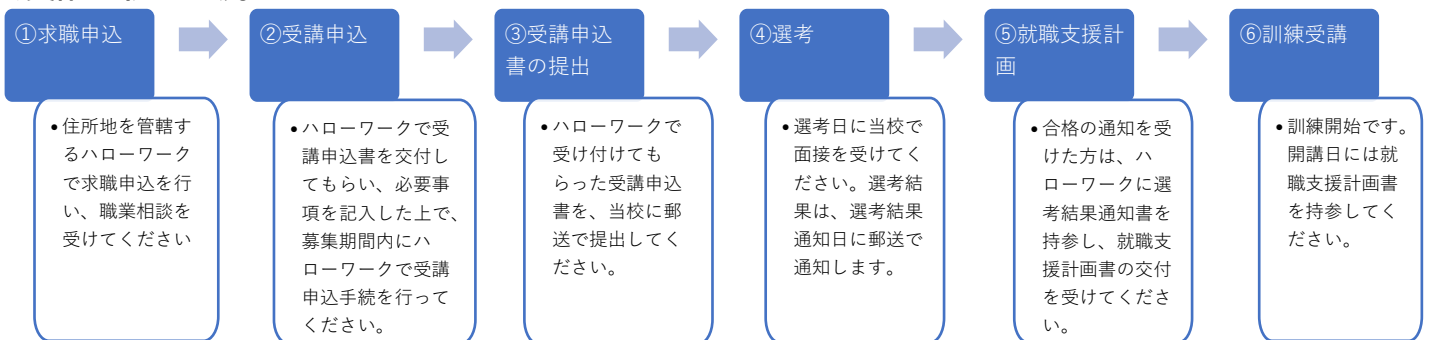 ①求職申込
住所地を管轄す
るハローワーク
で求職申込を行
い、職業相談を
受けてください
②受講申込
ハローワークで受
講申込書を交付し
てもらい、必要事
項を記入した上で、
募集期間内にハ
ローワークで受講
申込手続を行って
ください。
③受講申込
書の提出
ハローワークで
受け付けても
らった受講申込
書を、当校に郵
送で提出してく
ださい。
④選考
選考日に当校で
面接を受けてく
ださい。選考結
果は、選考結果
通知日に郵送で
通知します。
⑤就職支援計
画
合格の通知を受
けた方は、ハ
ローワークに選
考結果通知書を
持参し、就職支
援計画書の交付
を受けてくださ
い。
⑥訓練受講
訓練開始です。
開講日には就
職支援計画書
を持参してく
ださい。